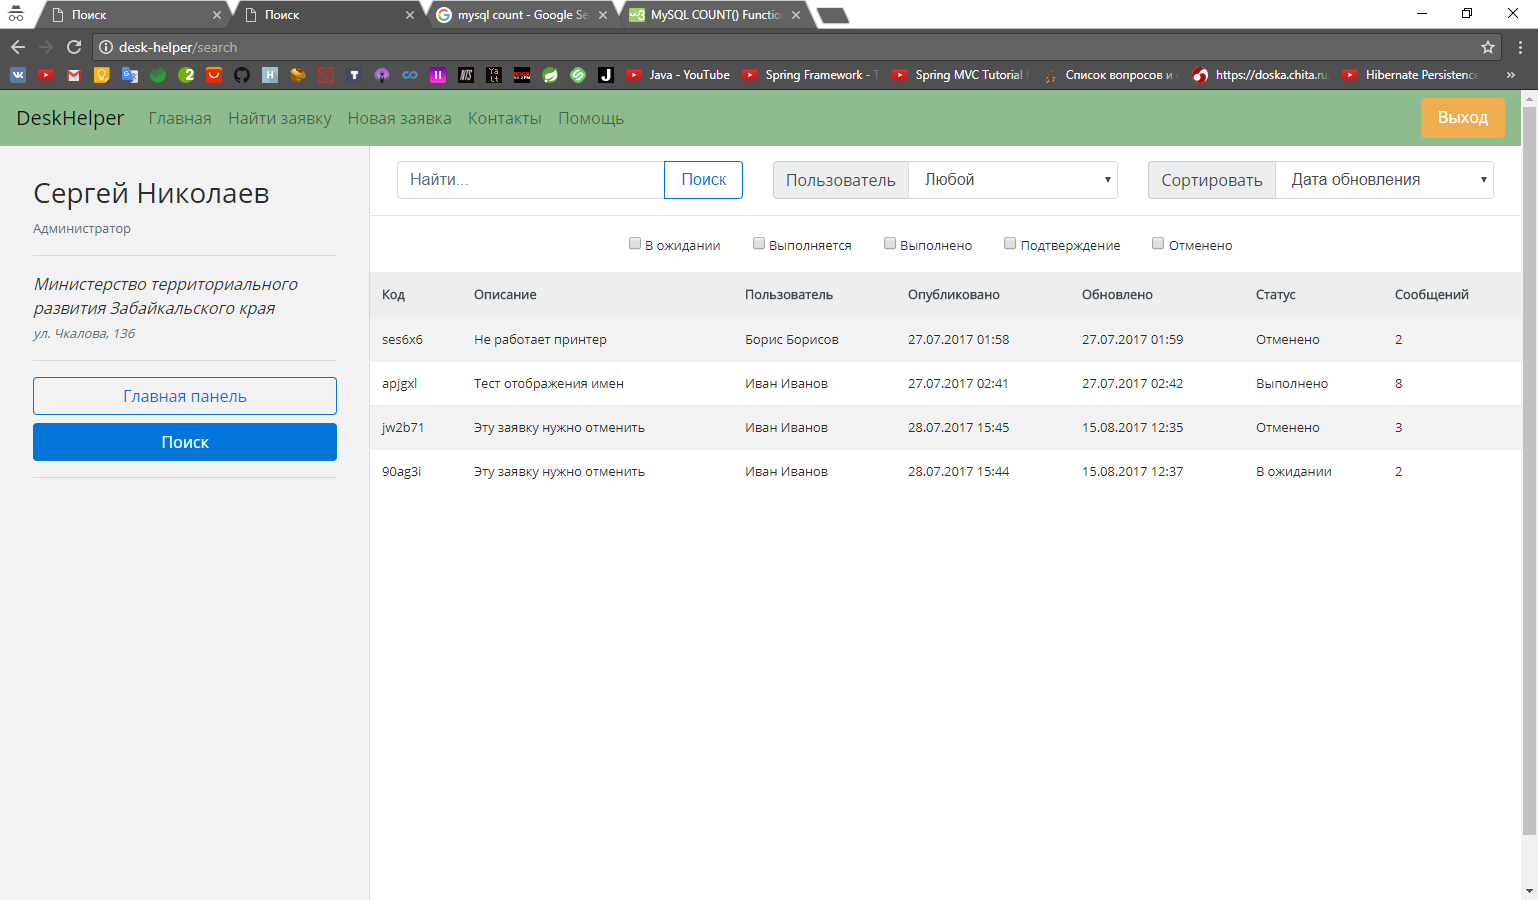 Поиск
Поиск
mysql count - Google Se
MySQL COUNT() Functio
desk-helper/search
Java - YouTube
Spring Framework - T
Spring MVC Tutorial
Список вопросов и
https://doska.chita.ru
Hibernate Persistence
DeskHelper
Главная
Найти заявку
Новая заявка
Контакты
Помощь
Выход
Сергей Николаев
Администратор
Министерство территориального
развития Забайкальского края
ул. Чкалова, 136
Главная панель
Поиск
Найти...
Поиск
Пользователь
Любой
Сортировать
Дата обновления
В ожидании
Выполняется
Выполнено
Подтверждение
Отменено
Код Описание Пользователь Опубликовано Обновлено Статус Сообщений
ses6x6 Не работает принтер Борис Борисов 27.07.2017 01:58 27.07.2017 01:59 Отменено 2
apjgxl Тест отображения имен Иван Иванов 27.07.2017 02:41 27.07.2017 02:42 Выполнено 8
jw2b71 Эту заявку нужно отменить Иван Иванов 28.07.2017 15:45 15.08.2017 12:35 Отменено 3
90ag3i Эту заявку нужно отменить Иван Иванов 28.07.2017 15:44 15.08.2017 12:37 В ожидании 2